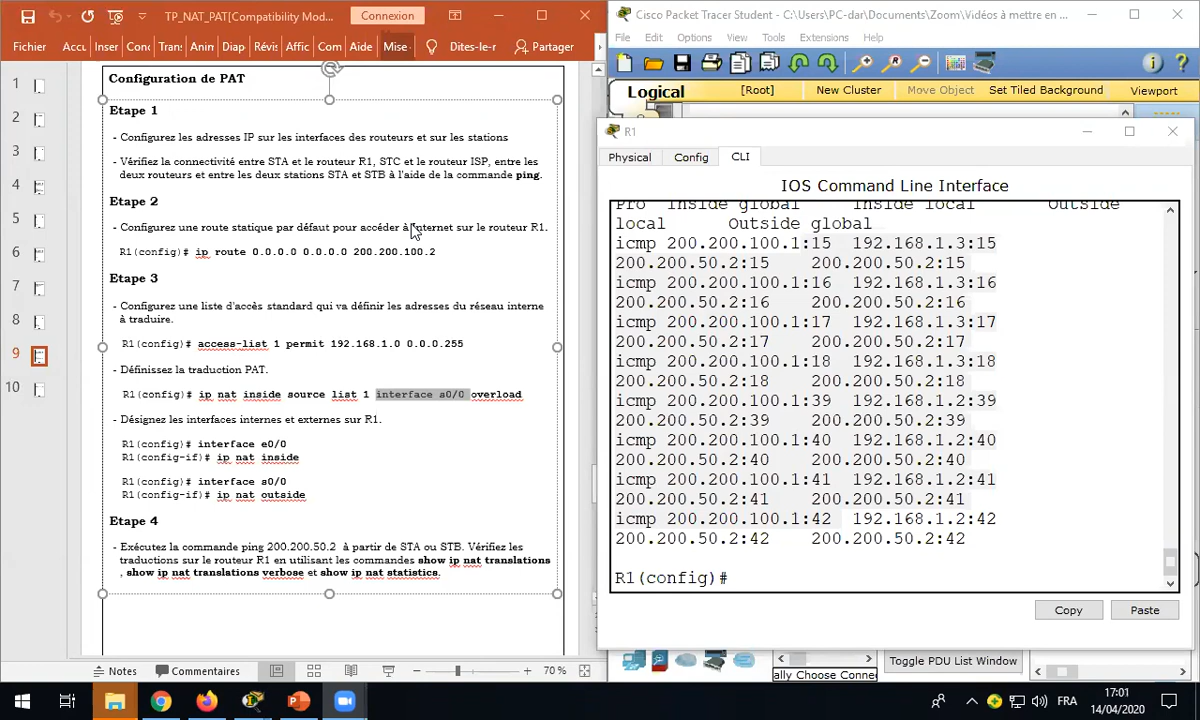 TP_NAT_PAT[Compatibility Mod...
Connexion
Fichier Accu Inser Conc Trans Anin Diap Révis Affic Com Aide Mise Dites-le-r Partager
1
2
3
4
5
6
7
8
9
10
Configuration de PAT
Etape 1
- Configurez les adresses IP sur les interfaces des routeurs et sur les stations
- Vérifiez la connectivité entre STA et le routeur R1, STC et le routeur ISP, entre les
deux routeurs et entre les deux stations STA et STB à l'aide de la commande ping.
Etape 2
- Configurez une route statique par défaut pour accéder à Internet sur le routeur R1.
R1(config)# ip route 0.0.0.0 0.0.0.0 200.200.100.2
Etape 3
- Configurez une liste d'accès standard qui va définir les adresses du réseau interne
à traduire.
R1(config)# access-list 1 permit 192.168.1.0 0.0.0.255
- Définissez la traduction PAT.
R1(config)# ip nat inside source list 1 interface s0/0 overload
- Désignez les interfaces internes et externes sur R1.
R1(config)# interface e0/0
R1(config-if)# ip nat inside
R1(config)# interface s0/0
R1(config-if)# ip nat outside
Etape 4
- Exécutez la commande ping 200.200.50.2 à partir de STA ou STB. Vérifiez les
traductions sur le routeur R1 en utilisant les commandes show ip nat translations
, show ip nat translations verbose et show ip nat statistics.
Notes Commentaires 70 %
Cisco Packet Tracer Student - C:\Users\PC-dar\Documents\Zoom\Vidéos à mettre en ...
File Edit Options View Tools Extensions Help
Logical [Root] New Cluster Move Object Set Tiled Background Viewport
R1
Physical Config CLI
IOS Command Line Interface
Pro Inside global Inside local Outside
local Outside global
icmp 200.200.100.1:15 192.168.1.3:15
200.200.50.2:15 200.200.50.2:15
icmp 200.200.100.1:16 192.168.1.3:16
200.200.50.2:16 200.200.50.2:16
icmp 200.200.100.1:17 192.168.1.3:17
200.200.50.2:17 200.200.50.2:17
icmp 200.200.100.1:18 192.168.1.3:18
200.200.50.2:18 200.200.50.2:18
icmp 200.200.100.1:39 192.168.1.2:39
200.200.50.2:39 200.200.50.2:39
icmp 200.200.100.1:40 192.168.1.2:40
200.200.50.2:40 200.200.50.2:40
icmp 200.200.100.1:41 192.168.1.2:41
200.200.50.2:41 200.200.50.2:41
icmp 200.200.100.1:42 192.168.1.2:42
200.200.50.2:42 200.200.50.2:42
R1(config)#
Copy Paste
ally Choose Conne
Toggle PDU List Window
FRA
17:01
14/04/2020